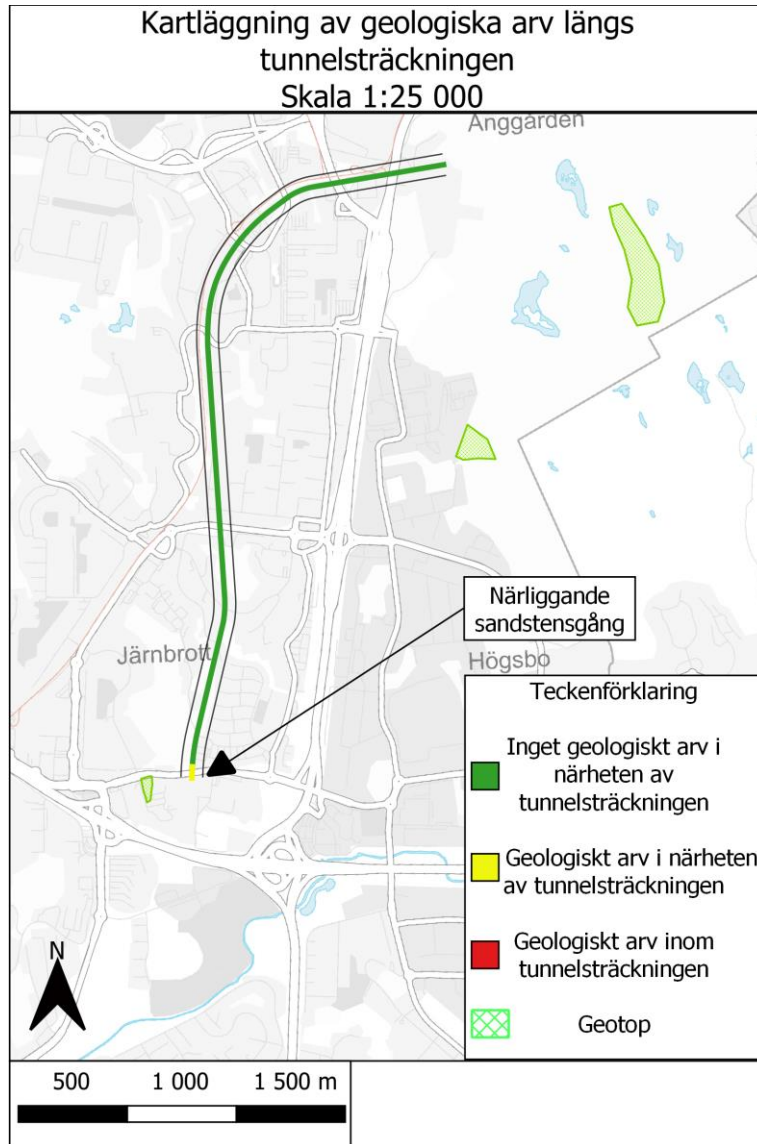 Kartläggning av geologiska arv längs
tunnelsträckningen
Skala 1:25 000
Änggården
Närliggande
sandstensgång
Järnbrott
Högsbo
Teckenförklaring
Inget geologiskt arv i
närheten av
tunnelsträckningen
Geologiskt arv i närheten
av tunnelsträckningen
Geologiskt arv inom
tunnelsträckningen
Geotop
N
500 1 000 1 500 m